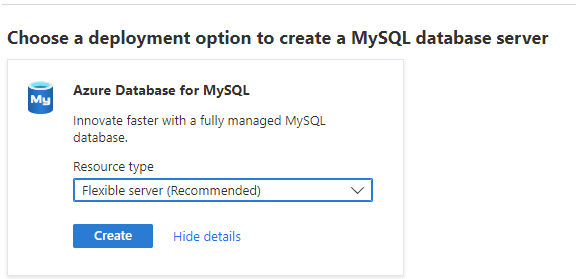 Choose a deployment option to create a MySQL database server
My
Azure Database for MySQL
Innovate faster with a fully managed MySQL
database.
Resource type
Flexible server (Recommended)
Create
Hide details